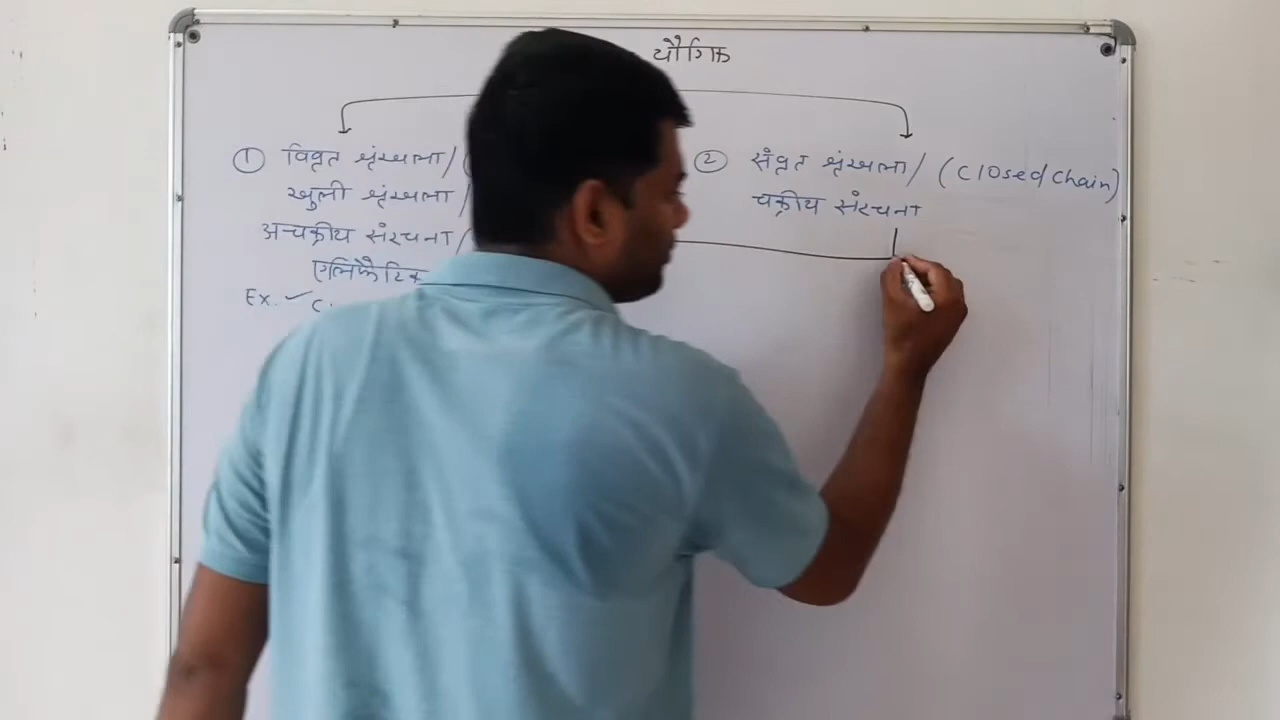 यौगिक
① विवृत श्रृंखला/(
खुली श्रृंखला/
अचक्रीय संरचना/
एलिफैटिक
Ex. ✓ C
② संवृत श्रृंखला/ (Closed Chain)
चक्रीय संरचना